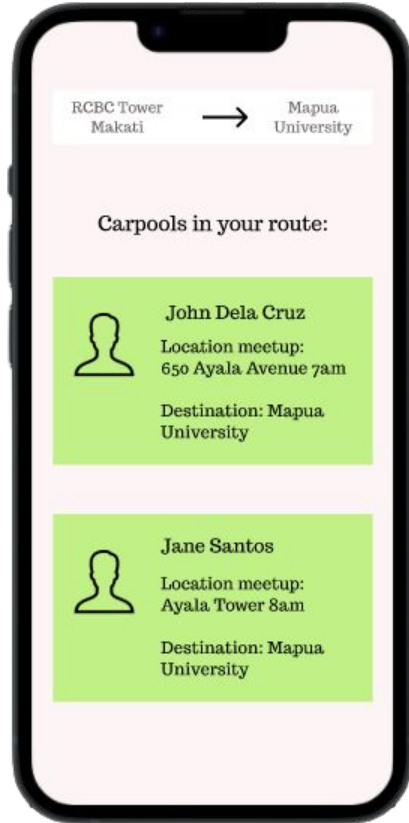 RCBC Tower
Makati
Mapua
University
Carpools in your route:
John Dela Cruz
Location meetup:
650 Ayala Avenue 7am
Destination: Mapua
University
Jane Santos
Location meetup:
Ayala Tower 8am
Destination: Mapua
University